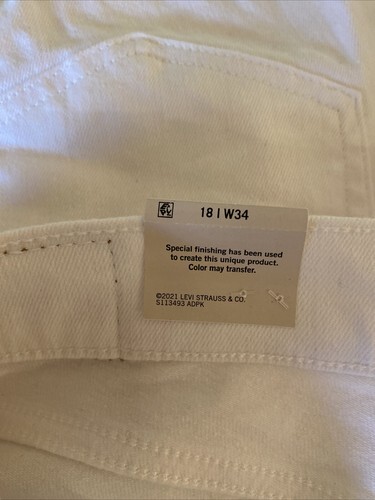 18 | W34
Special finishing has been used
to create this unique product.
Color may transfer.
©2021 LEVI STRAUSS & CO.
5113493 ADPK